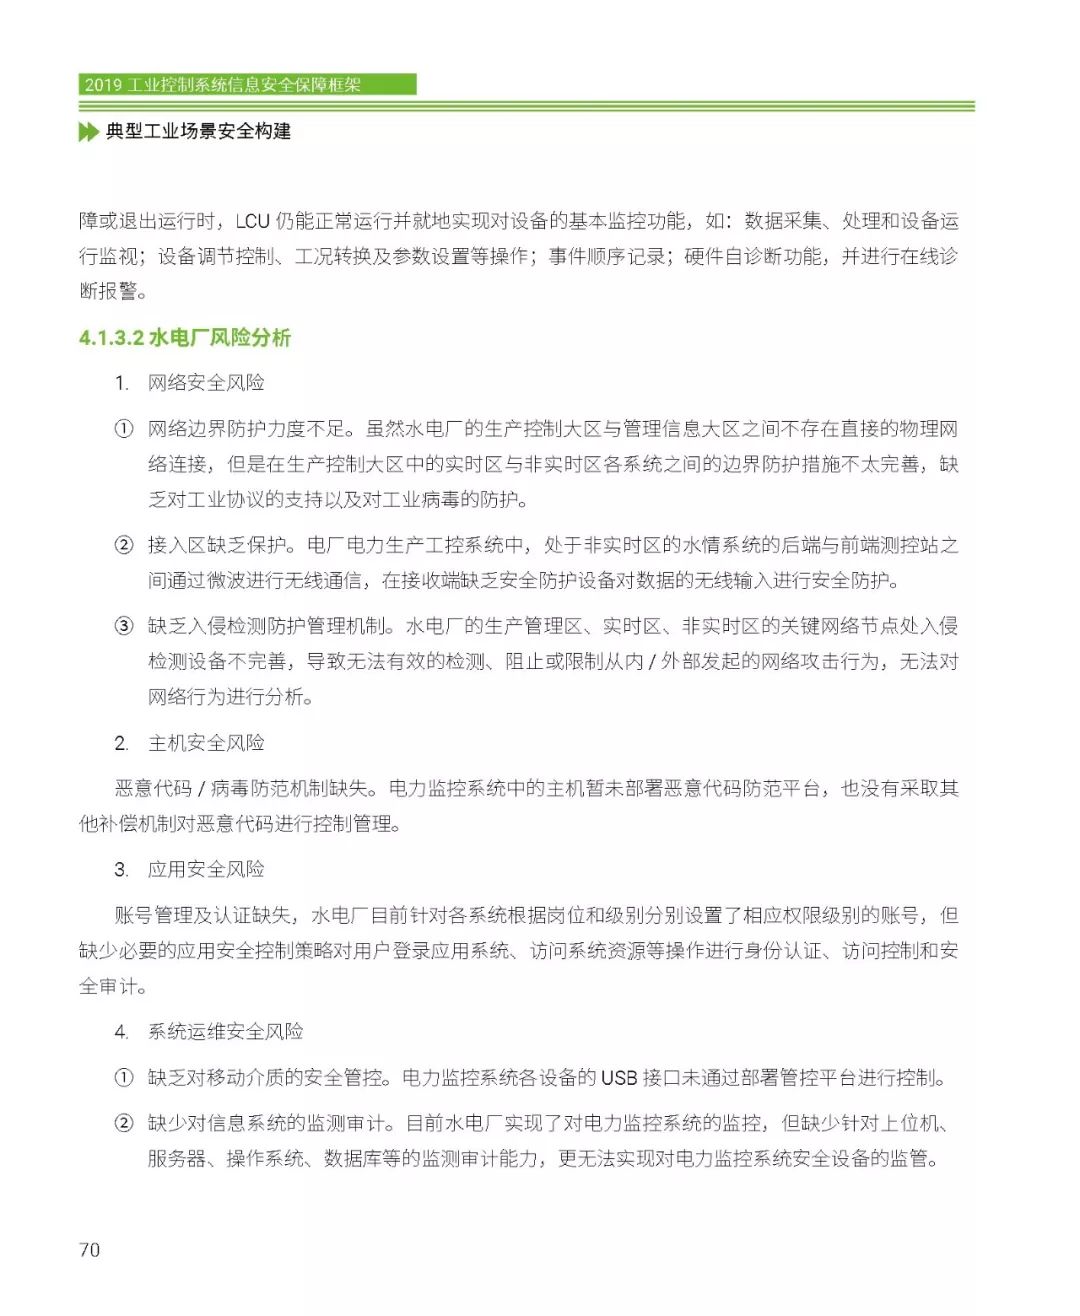 2019 工业控制系统信息安全保障框架
典型工业场景安全构建
障或退出运行时，LCU 仍能正常运行并就地实现对设备的基本监控功能，如：数据采集、处理和设备运
行监视；设备调节控制、工况转换及参数设置等操作；事件顺序记录；硬件自诊断功能，并进行在线诊
断报警。
4.1.3.2 水电厂风险分析
1. 网络安全风险
① 网络边界防护力度不足。虽然水电厂的生产控制大区与管理信息大区之间不存在直接的物理网
络连接，但是在生产控制大区中的实时区与非实时区各系统之间的边界防护措施不太完善，缺
乏对工业协议的支持以及对工业病毒的防护。
② 接入区缺乏保护。电厂电力生产工控系统中，处于非实时区的水情系统的后端与前端测控站之
间通过微波进行无线通信，在接收端缺乏安全防护设备对数据的无线输入进行安全防护。
③ 缺乏入侵检测防护管理机制。水电厂的生产管理区、实时区、非实时区的关键网络节点处入侵
检测设备不完善，导致无法有效的检测、阻止或限制从内 / 外部发起的网络攻击行为，无法对
网络行为进行分析。
2. 主机安全风险
恶意代码 / 病毒防范机制缺失。电力监控系统中的主机暂未部署恶意代码防范平台，也没有采取其
他补偿机制对恶意代码进行控制管理。
3. 应用安全风险
账号管理及认证缺失，水电厂目前针对各系统根据岗位和级别分别设置了相应权限级别的账号，但
缺少必要的应用安全控制策略对用户登录应用系统、访问系统资源等操作进行身份认证、访问控制和安
全审计。
4. 系统运维安全风险
① 缺乏对移动介质的安全管控。电力监控系统各设备的 USB 接口未通过部署管控平台进行控制。
② 缺少对信息系统的监测审计。目前水电厂实现了对电力监控系统的监控，但缺少针对上位机、
服务器、操作系统、数据库等的监测审计能力，更无法实现对电力监控系统安全设备的监管。
70